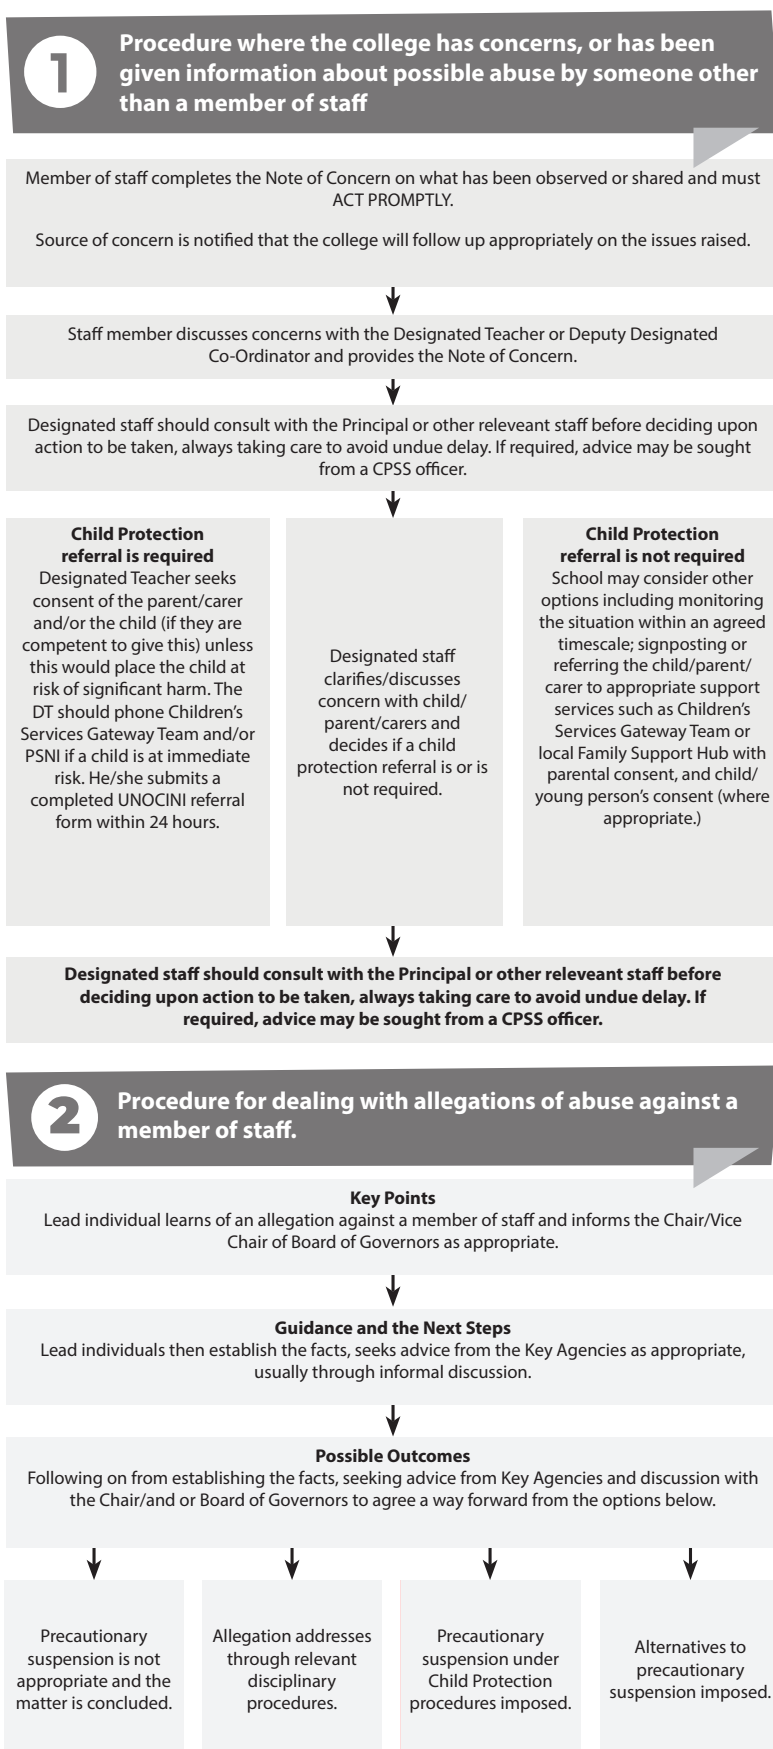 1
Procedure where the college has concerns, or has been
given information about possible abuse by someone other
than a member of staff
Member of staff completes the Note of Concern on what has been observed or shared and must
ACT PROMPTLY.
Source of concern is notified that the college will follow up appropriately on the issues raised.
Staff member discusses concerns with the Designated Teacher or Deputy Designated
Co-Ordinator and provides the Note of Concern.
Designated staff should consult with the Principal or other releveant staff before deciding upon
action to be taken, always taking care to avoid undue delay. If required, advice may be sought
from a CPSS officer.
Child Protection
referral is required
Designated Teacher seeks
consent of the parent/carer
and/or the child (if they are
competent to give this) unless
this would place the child at
risk of significant harm. The
DT should phone Children's
Services Gateway Team and/or
PSNI if a child is at immediate
risk. He/she submits a
completed UNOCINI referral
form within 24 hours.
Designated staff
clarifies/discusses
concern with child/
parent/carers and
decides if a child
protection referral is or is
not required.
Child Protection
referral is not required
School may consider other
options including monitoring
the situation within an agreed
timescale; signposting or
referring the child/parent/
carer to appropriate support
services such as Children's
Services Gateway Team or
local Family Support Hub with
parental consent, and child/
young person's consent (where
appropriate.)
Designated staff should consult with the Principal or other releveant staff before
deciding upon action to be taken, always taking care to avoid undue delay. If
required, advice may be sought from a CPSS officer.
2
Procedure for dealing with allegations of abuse against a
member of staff.
Key Points
Lead individual learns of an allegation against a member of staff and informs the Chair/Vice
Chair of Board of Governors as appropriate.
Guidance and the Next Steps
Lead individuals then establish the facts, seeks advice from the Key Agencies as appropriate,
usually through informal discussion.
Possible Outcomes
Following on from establishing the facts, seeking advice from Key Agencies and discussion with
the Chair/and or Board of Governors to agree a way forward from the options below.
Precautionary
suspension is not
appropriate and the
matter is concluded.
Allegation addresses
through relevant
disciplinary
procedures.
Precautionary
suspension under
Child Protection
procedures imposed.
Alternatives to
precautionary
suspension imposed.